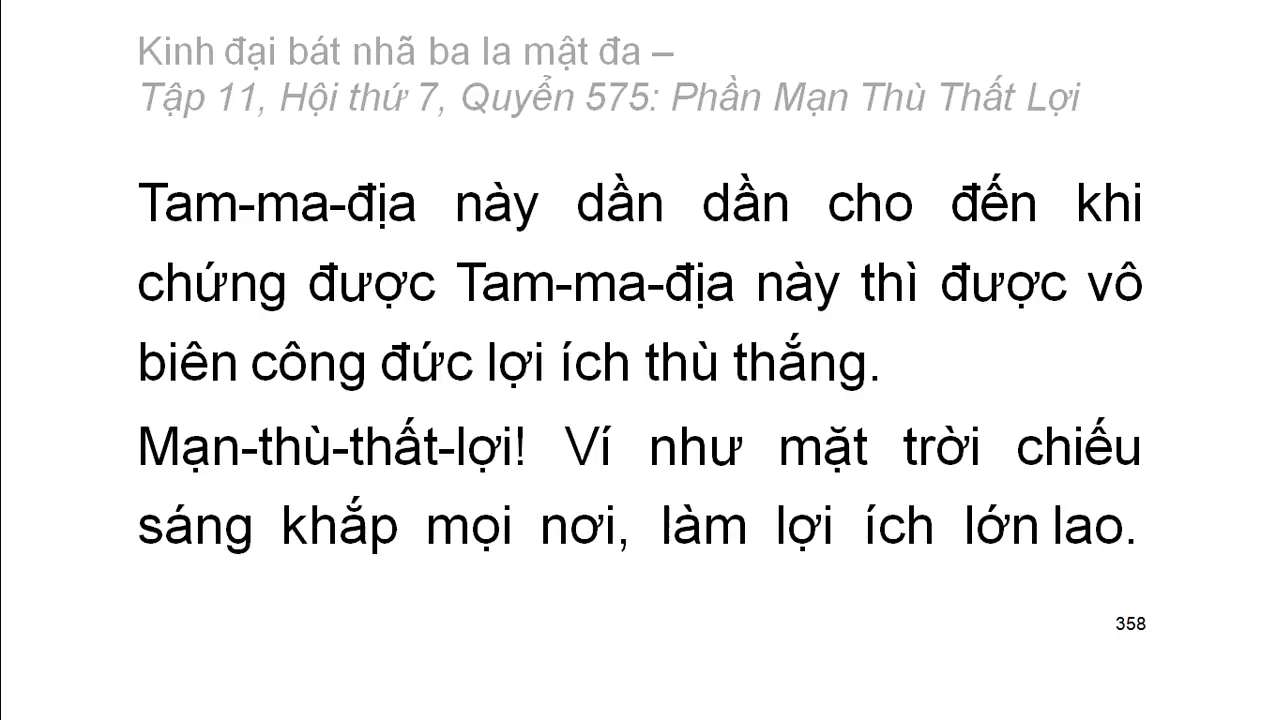 Kinh đại bát nhã ba la mật đa –
Tập 11, Hội thứ 7, Quyển 575: Phần Mạn Thù Thất Lợi
Tam-ma-địa này dần dần cho đến khi
chứng được Tam-ma-địa này thì được vô
biên công đức lợi ích thù thắng.
Mạn-thù-thất-lợi! Ví như mặt trời chiếu
sáng khắp mọi nơi, làm lợi ích lớn lao.
358